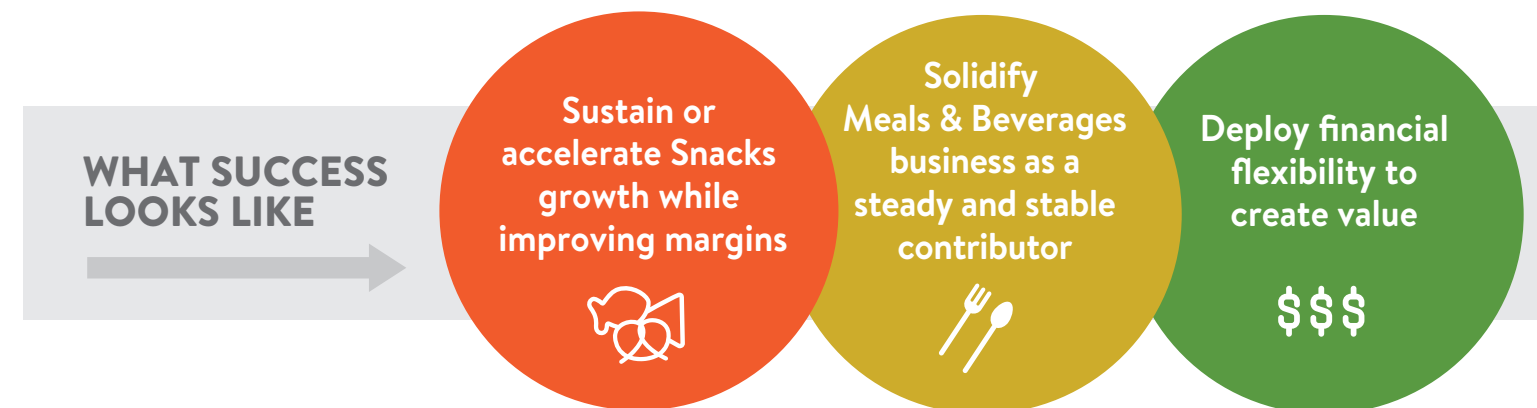 WHAT SUCCESS
LOOKS LIKE
Sustain or
accelerate Snacks
growth while
improving margins
Solidify
Meals & Beverages
business as a
steady and stable
contributor
Deploy financial
flexibility to
create value
$$$